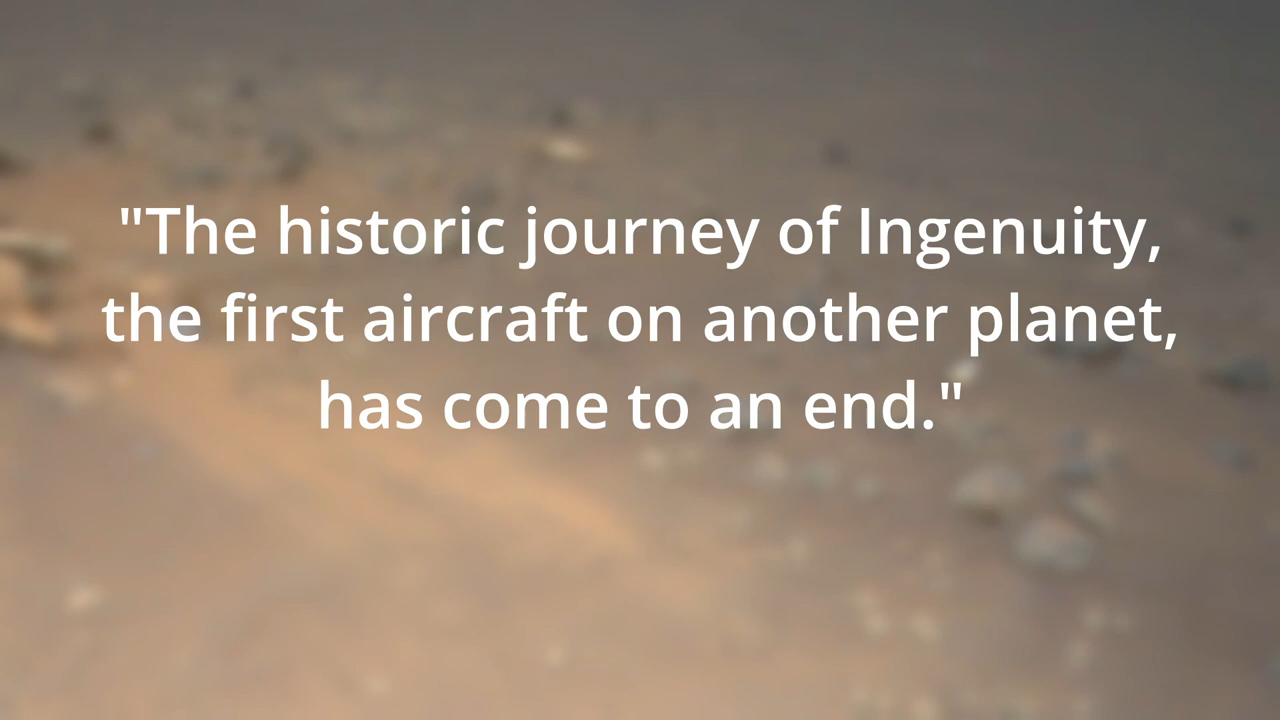 "The historic journey of Ingenuity,
the first aircraft on another planet,
has come to an end."